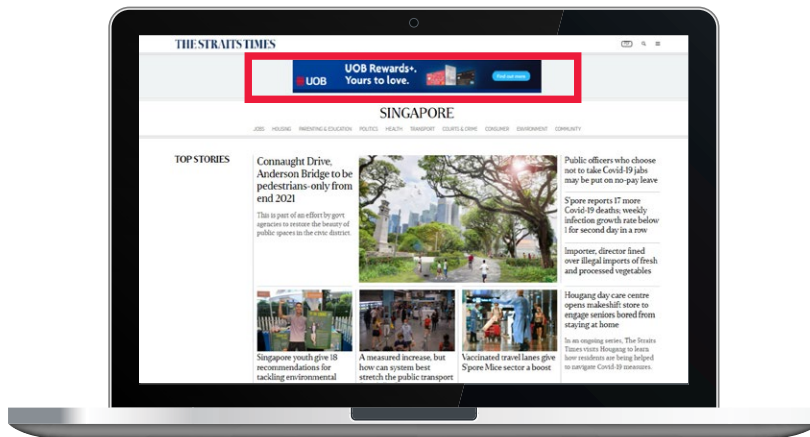 THE STRAITS TIMES
UOB
UOB Rewards+.
Yours to love.
Find out more
SINGAPORE
JOBS HOUSING PARENTING & EDUCATION POLITICS HEALTH TRANSPORT COURTS & CRIME CONSUMER ENVIRONMENT COMMUNITY
TOP STORIES
Connaught Drive,
Anderson Bridge to be
pedestrians-only from
end 2021
This is part of an effort by govt
agencies to restore the beauty of
public spaces in the civic district.
Public officers who choose
not to take Covid-19 jabs
may be put on no-pay leave
S'pore reports 17 more
Covid-19 deaths; weekly
infection growth rate below
1 for second day in a row
Importer, director fined
over illegal imports of fresh
and processed vegetables
Singapore youth give 18
recommendations for
tackling environmental
A measured increase, but
how can system best
stretch the public transport
Vaccinated travel lanes give
S'pore Mice sector a boost
Hougang day care centre
opens makeshift store to
engage seniors bored from
staying at home
In an ongoing series, The Straits
Times visits Hougang to learn
how residents are being helped
to navigate Covid-19 measures.